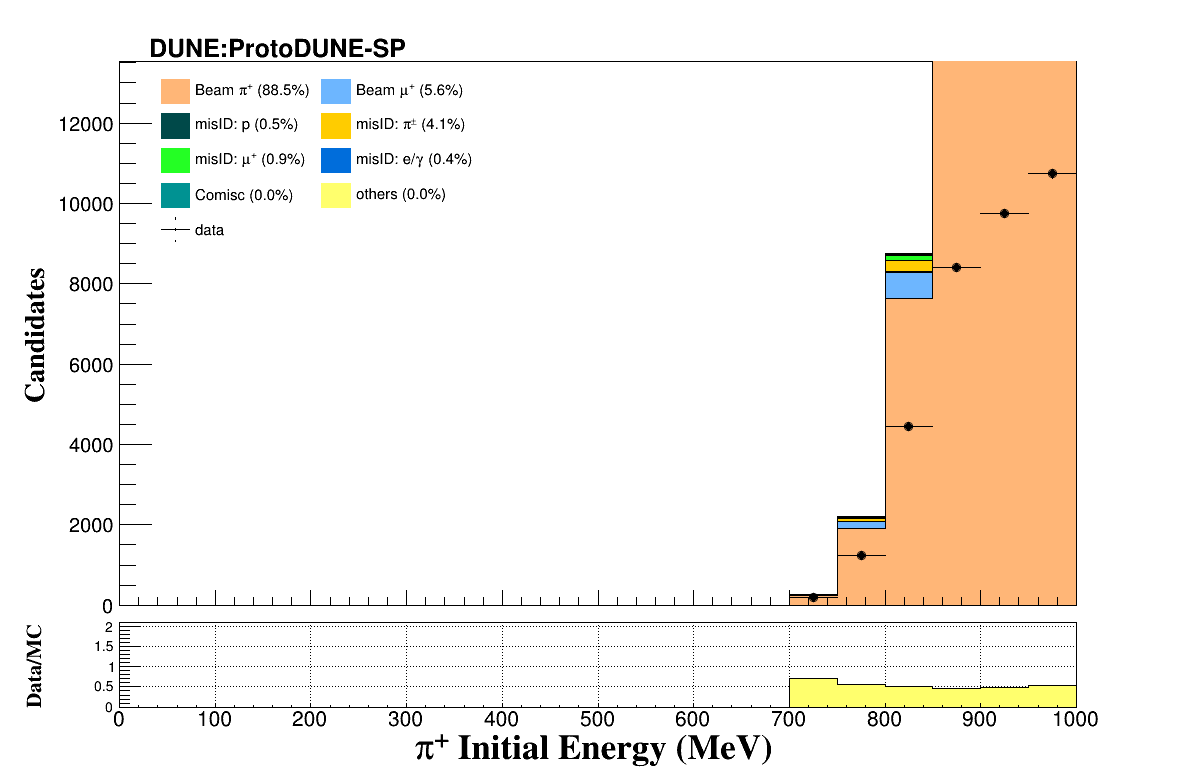 DUNE:ProtoDUNE-SP
Beam π⁺ (88.5%) Beam μ⁺ (5.6%)
misID: p (0.5%) misID: π± (4.1%)
misID: μ⁺ (0.9%) misID: e/γ (0.4%)
Comisc (0.0%) others (0.0%)
data
Candidates
12000
10000
8000
6000
4000
2000
0
Data/MC
2
1.5
1
0.5
0
0 100 200 300 400 500 600 700 800 900 1000
π⁺ Initial Energy (MeV)